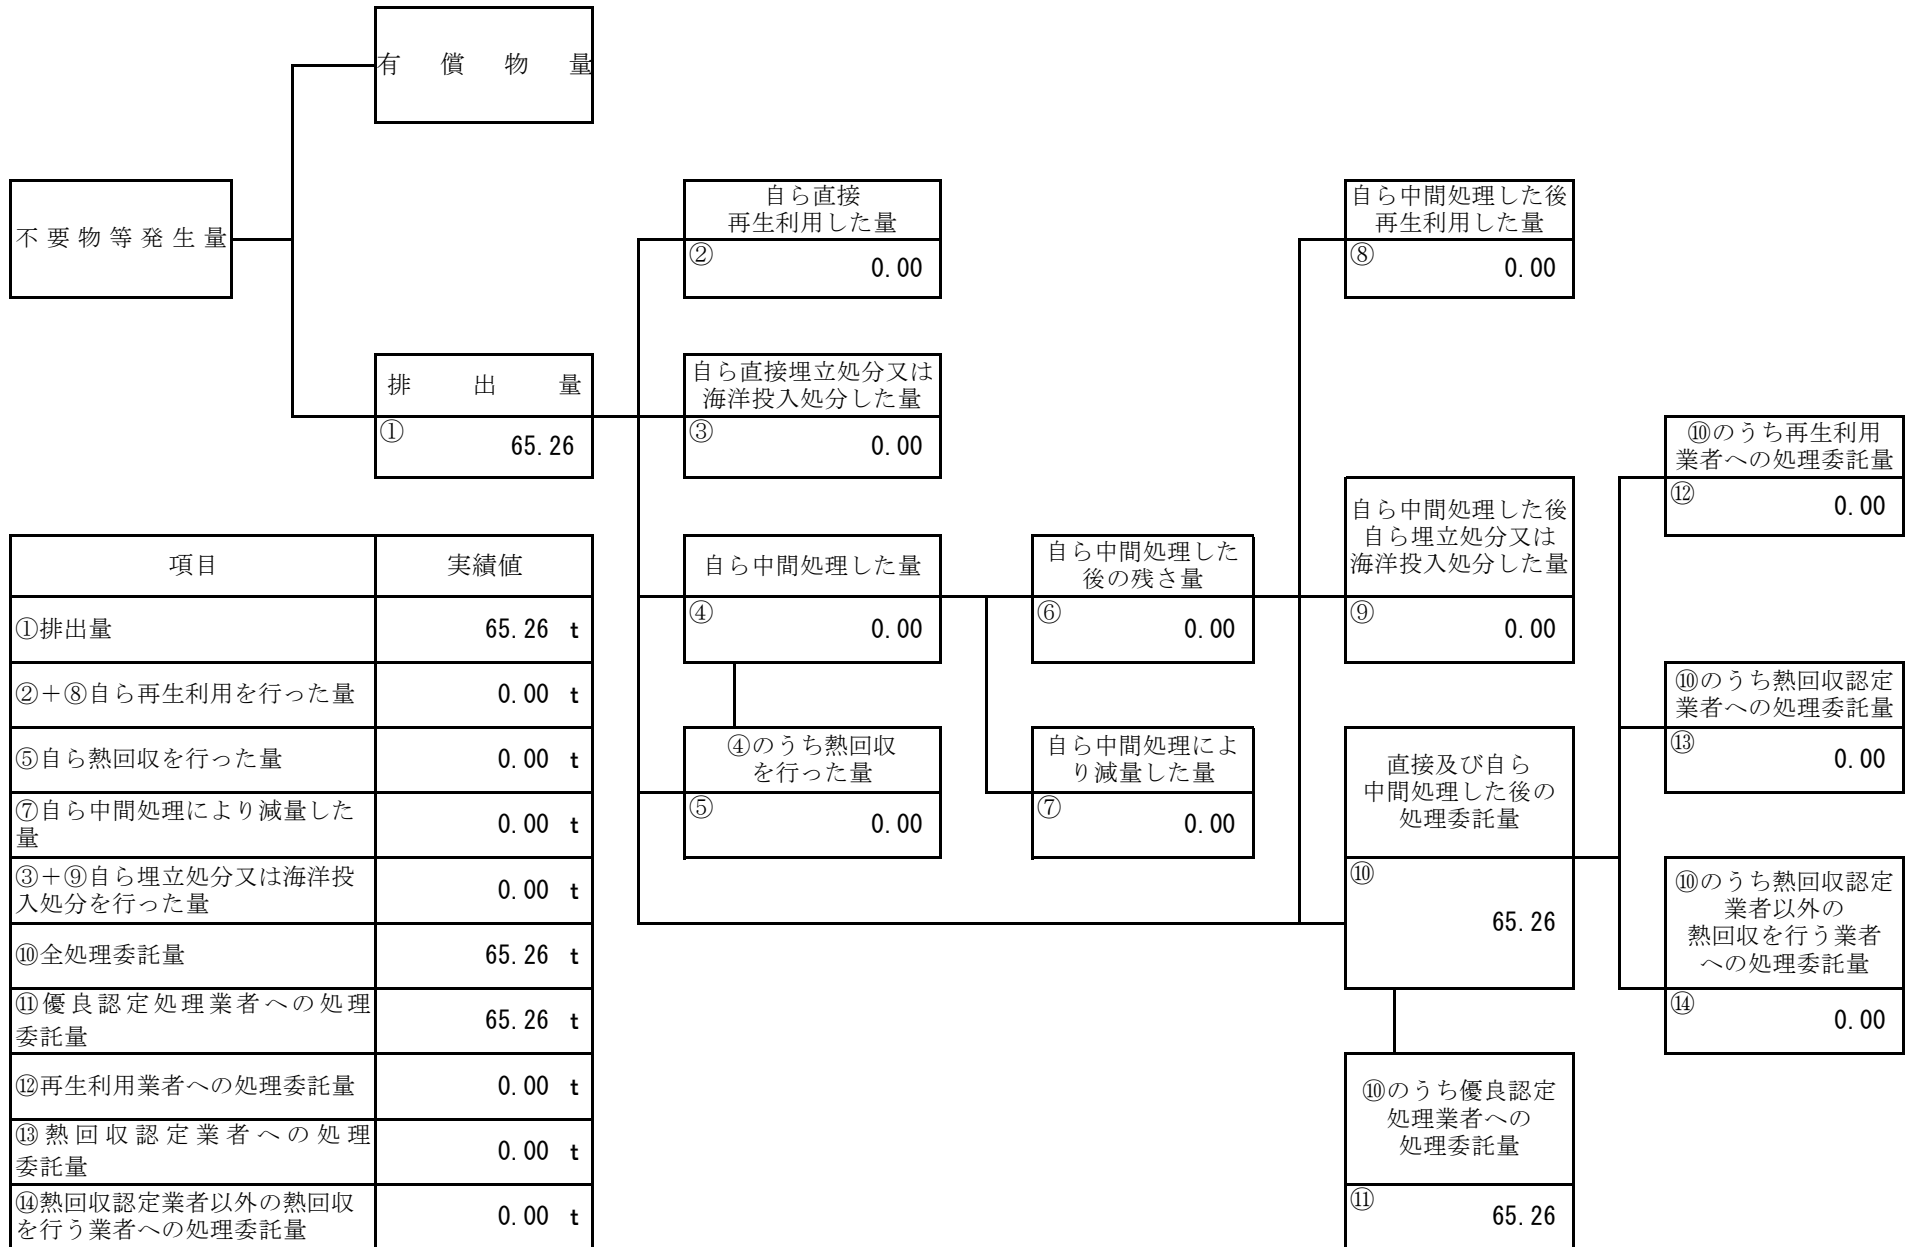 有償物量
不要物等発生量
自ら直接
再生利用した量
②
0.00
自ら中間処理した後
再生利用した量
⑧
0.00
排出量
①
65.26
自ら直接埋立処分又は
海洋投入処分した量
③
0.00
⑩のうち再生利用
業者への処理委託量
⑫
0.00
自ら中間処理した量
④
0.00
自ら中間処理した
後の残さ量
⑥
0.00
自ら中間処理した後
自ら埋立処分又は
海洋投入処分した量
⑨
0.00
④のうち熱回収
を行った量
⑤
0.00
自ら中間処理によ
り減量した量
⑦
0.00
直接及び自ら
中間処理した後の
処理委託量
⑩
65.26
⑩のうち熱回収認定
業者への処理委託量
⑬
0.00
⑩のうち熱回収認定
業者以外の
熱回収を行う業者
への処理委託量
⑭
0.00
⑩のうち優良認定
処理業者への
処理委託量
⑪
65.26
項目 実績値
①排出量 65.26 t
②＋⑧自ら再生利用を行った量 0.00 t
⑤自ら熱回収を行った量 0.00 t
⑦自ら中間処理により減量した
量 0.00 t
③＋⑨自ら埋立処分又は海洋投
入処分を行った量 0.00 t
⑩全処理委託量 65.26 t
⑪優良認定処理業者への処理
委託量 65.26 t
⑫再生利用業者への処理委託量 0.00 t
⑬熱回収認定業者への処理
委託量 0.00 t
⑭熱回収認定業者以外の熱回収
を行う業者への処理委託量 0.00 t